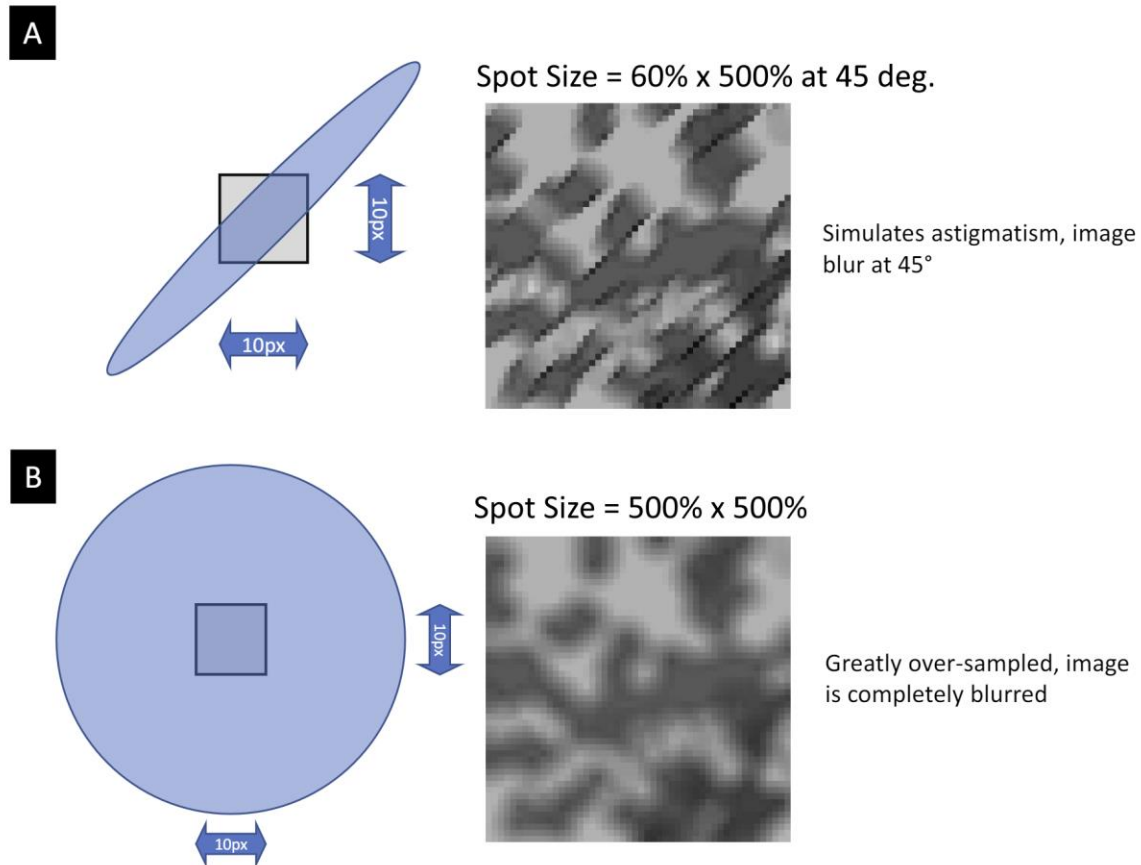 A
Spot Size = 60% x 500% at 45 deg.
10px
10px
Simulates astigmatism, image
blur at 45°
B
Spot Size = 500% x 500%
10px
10px
Greatly over-sampled, image
is completely blurred